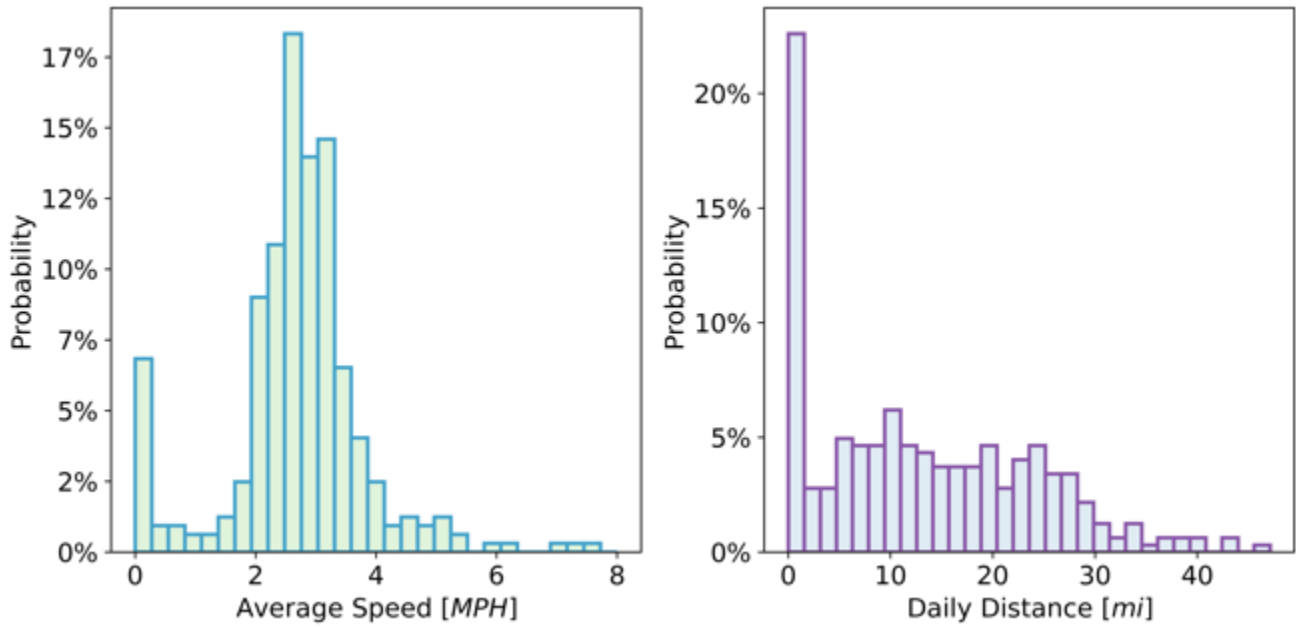 Probability
17%
15%
12%
10%
7%
5%
2%
0%
0 2 4 6 8
Average Speed [MPH]
Probability
20%
15%
10%
5%
0%
0 10 20 30 40
Daily Distance [mi]